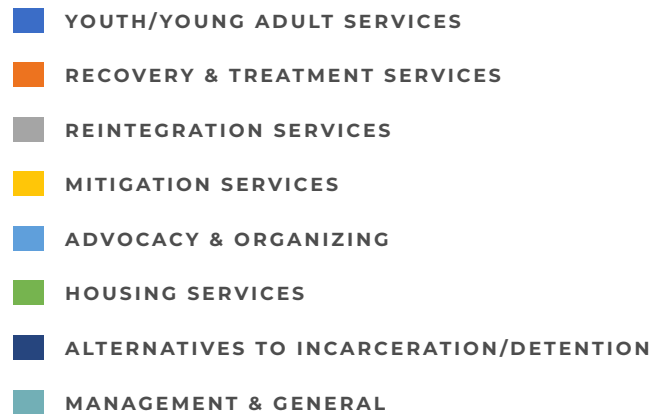 YOUTH/YOUNG ADULT SERVICES
RECOVERY & TREATMENT SERVICES
REINTEGRATION SERVICES
MITIGATION SERVICES
ADVOCACY & ORGANIZING
HOUSING SERVICES
ALTERNATIVES TO INCARCERATION/DETENTION
MANAGEMENT & GENERAL